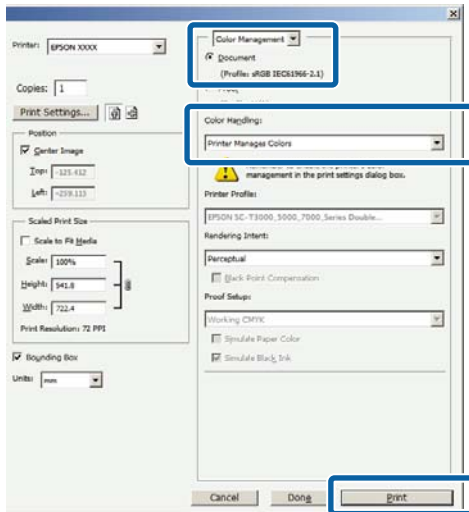 Printer: EPSON XXXX
Copies: 1
Print Settings...
Position
Center Image
Top: -125.412
Left: -259.113
Scaled Print Size
Scale to Fit Media
Scale: 100%
Height: 541.8
Width: 722.4
Print Resolution: 72 PPI
Bounding Box
Units: mm
Color Management
Document
(Profile: sRGB IEC61966-2.1)
Color Handling:
Printer Manages Colors
management in the print settings dialog box.
Printer Profile:
EPSON SC-T3000_5000_7000_Series Double...
Rendering Intent:
Perceptual
Black Point Compensation
Proof Setup:
Working CMYK
Simulate Paper Color
Simulate Black Ink
Cancel
Done
Print